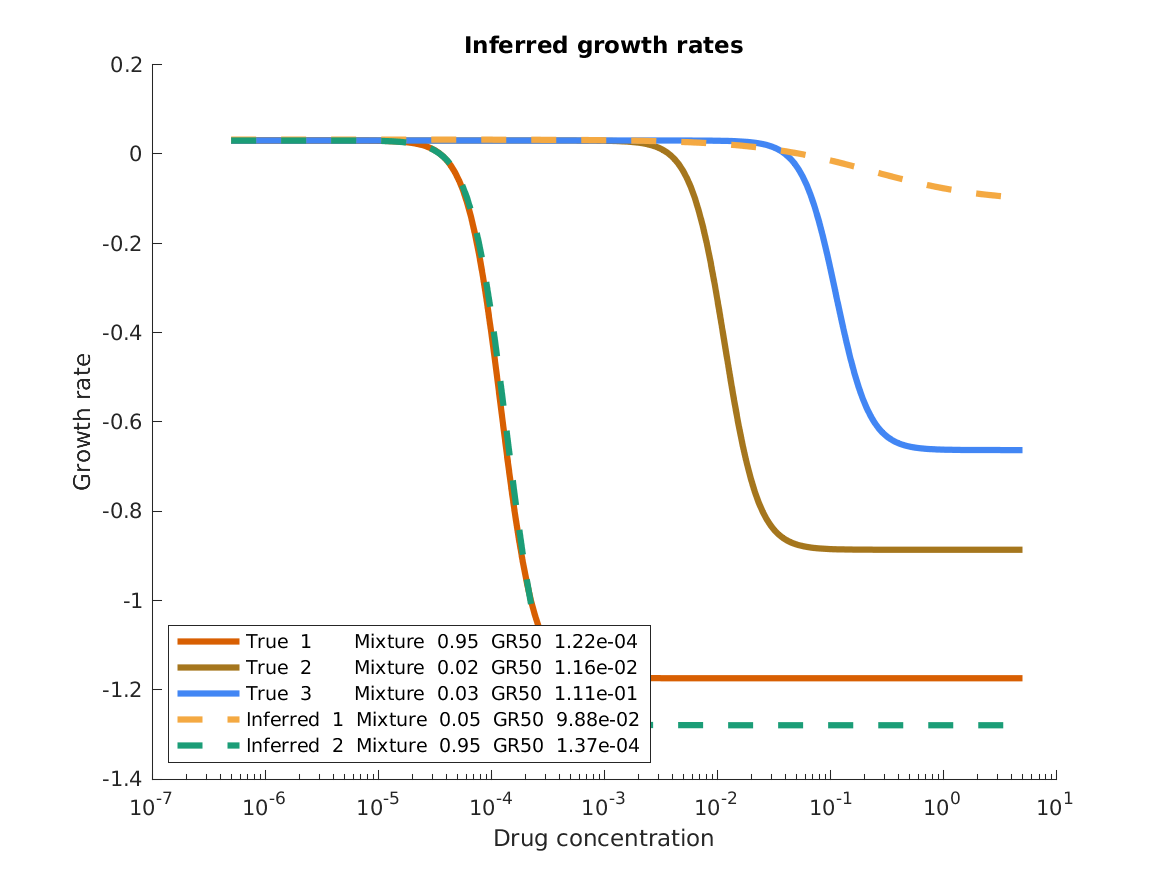 Inferred growth rates
0.2
0
-0.2
-0.4
-0.6
-0.8
-1
-1.2
-1.4
Growth rate
True 1 Mixture 0.95 GR50 1.22e-04
True 2 Mixture 0.02 GR50 1.16e-02
True 3 Mixture 0.03 GR50 1.11e-01
Inferred 1 Mixture 0.05 GR50 9.88e-02
Inferred 2 Mixture 0.95 GR50 1.37e-04
10^-7 10^-6 10^-5 10^-4 10^-3 10^-2 10^-1 10^0 10^1
Drug concentration